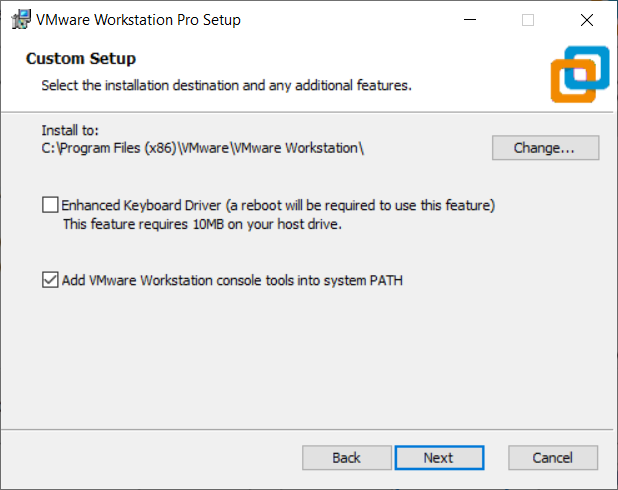 VMware Workstation Pro Setup
Custom Setup
Select the installation destination and any additional features.
Install to:
C:\Program Files (x86)\VMware\VMware Workstation\
Change...
Enhanced Keyboard Driver (a reboot will be required to use this feature)
This feature requires 10MB on your host drive.
Add VMware Workstation console tools into system PATH
Back
Next
Cancel